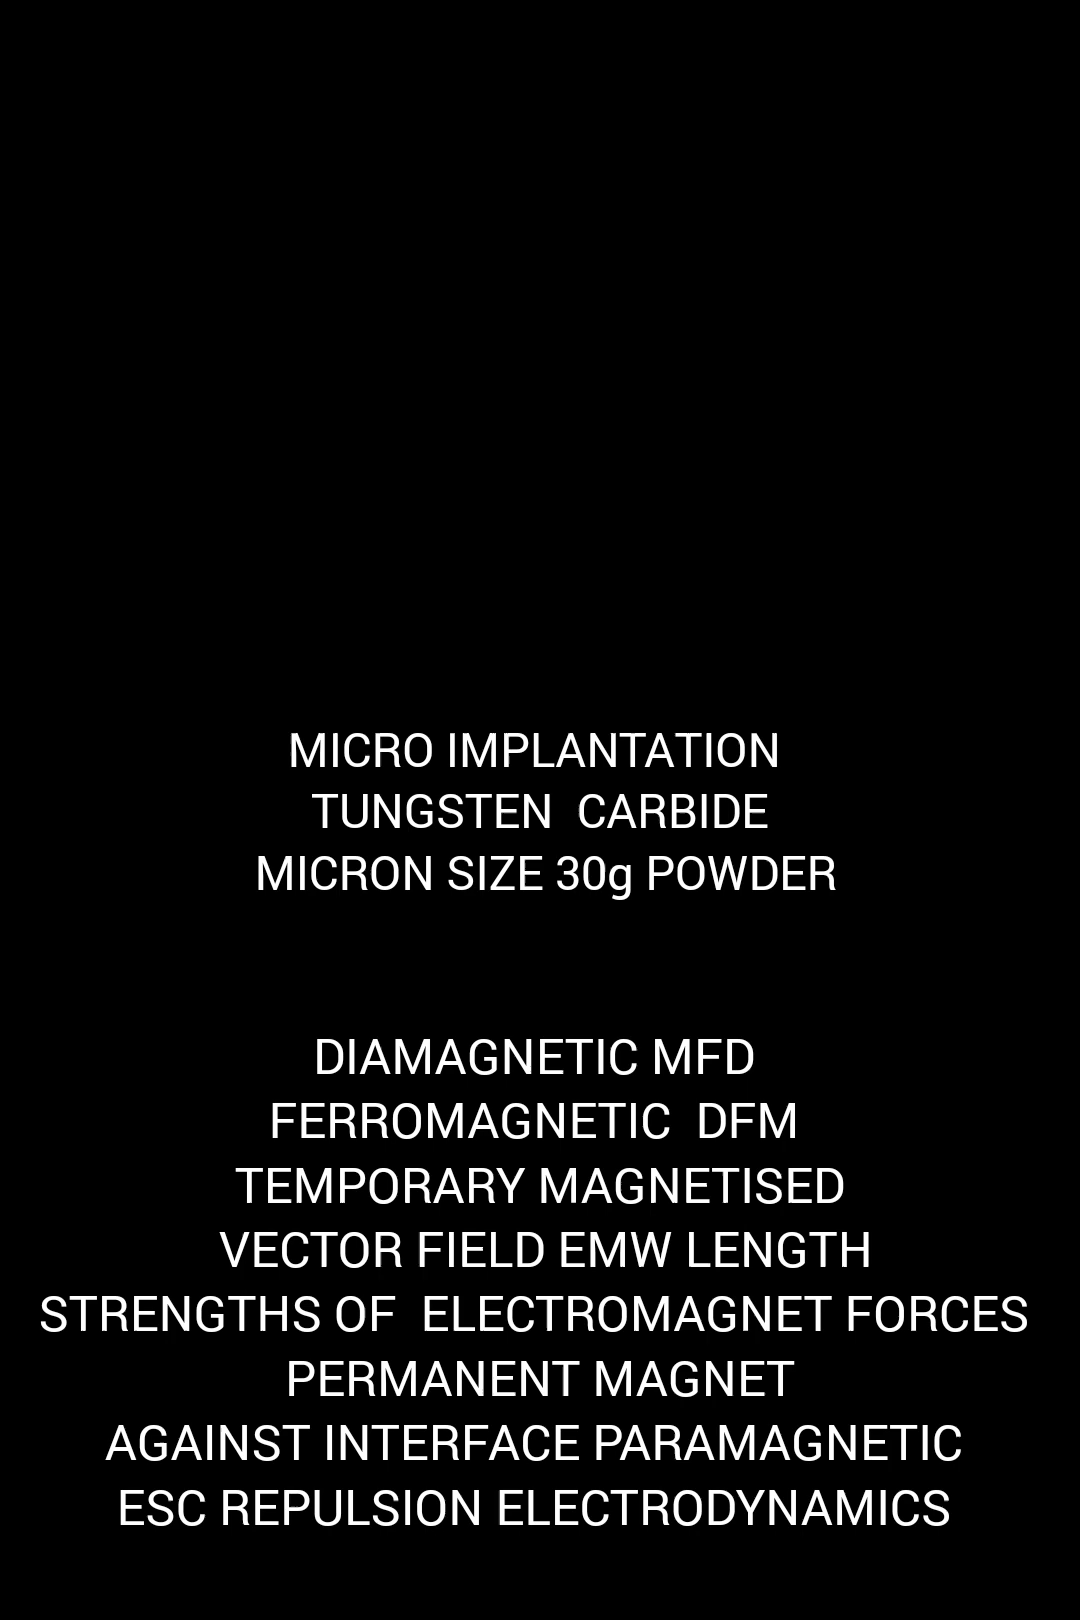 MICRO IMPLANTATION
TUNGSTEN  CARBIDE
MICRON SIZE 30g POWDER
DIAMAGNETIC MFD
FERROMAGNETIC  DFM
TEMPORARY MAGNETISED
VECTOR FIELD EMW LENGTH
STRENGTHS OF  ELECTROMAGNET FORCES
PERMANENT MAGNET
AGAINST INTERFACE PARAMAGNETIC
ESC REPULSION ELECTRODYNAMICS